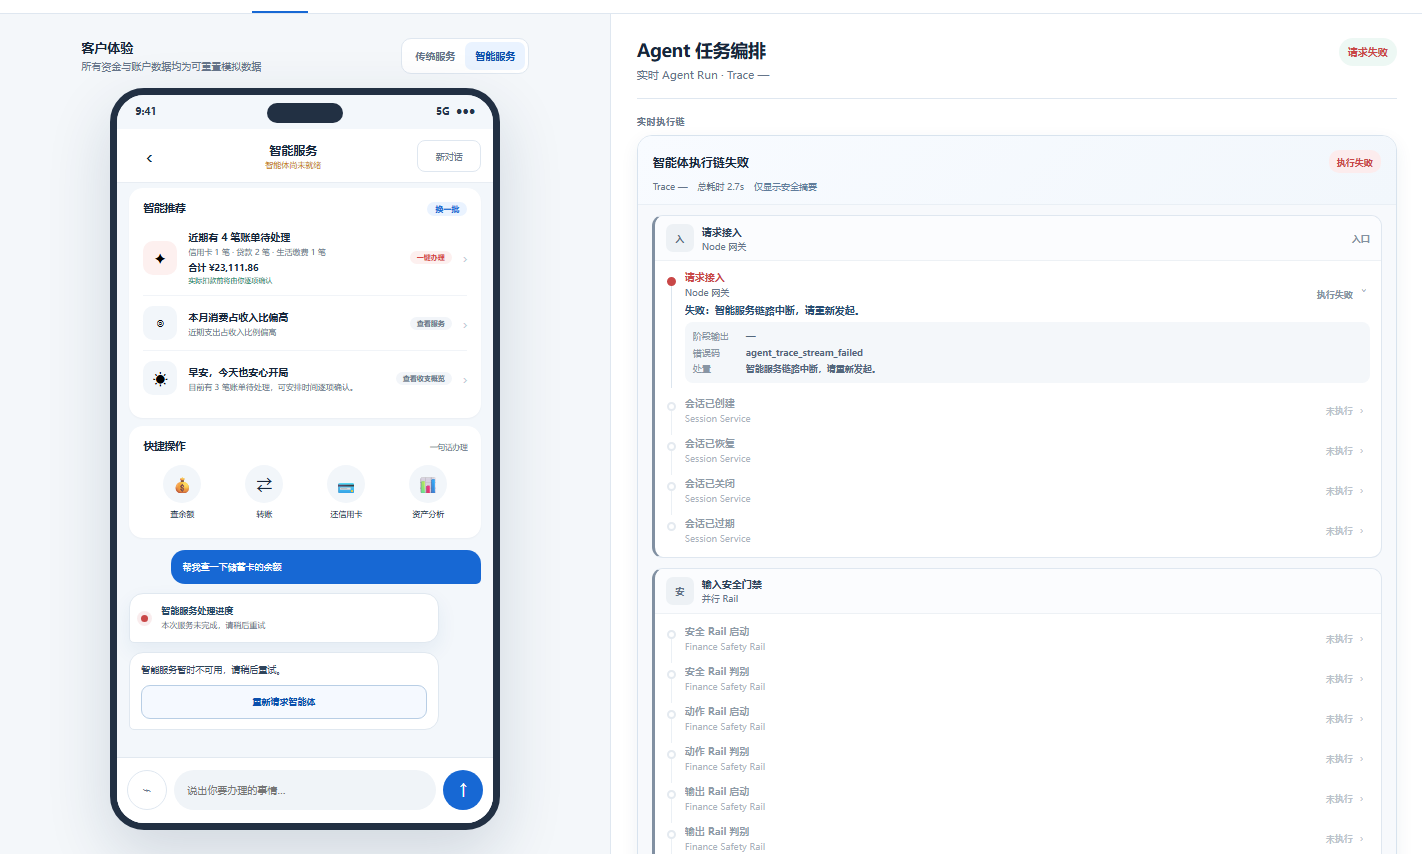 客户体验
所有资金与账户数据均为可重置模拟数据
传统服务
智能服务
9:41
5G
智能服务
智能体尚未就绪
新对话
智能推荐
换一批
近期有 4 笔账单待处理
信用卡 1 笔 · 贷款 2 笔 · 生活缴费 1 笔
合计 ¥23,111.86
实际扣款前将由你逐项确认
一键办理
本月消费占收入比偏高
近期支出占收入比例偏高
查看服务
早安，今天也安心开局
目前有 3 笔账单待处理，可安排时间逐项确认。
查看收支概览
快捷操作
一句话办理
查余额
转账
还信用卡
资产分析
帮我查一下储蓄卡的余额
智能服务处理进度
本次服务未完成，请稍后重试
智能服务暂时不可用，请稍后重试。
重新请求智能体
说出你要办理的事情...
Agent 任务编排
实时 Agent Run · Trace —
请求失败
实时执行链
智能体执行链失败
执行失败
Trace — 总耗时 2.7s 仅显示安全摘要
入
请求接入
Node 网关
入口
请求接入
Node 网关
执行失败
失败：智能服务链路中断，请重新发起。
阶段输出 —
错误码 agent_trace_stream_failed
处置 智能服务链路中断，请重新发起。
会话已创建
Session Service
未执行
会话已恢复
Session Service
未执行
会话已关闭
Session Service
未执行
会话已过期
Session Service
未执行
安
输入安全门禁
并行 Rail
安全 Rail 启动
Finance Safety Rail
未执行
安全 Rail 判别
Finance Safety Rail
未执行
动作 Rail 启动
Finance Safety Rail
未执行
动作 Rail 判别
Finance Safety Rail
未执行
输出 Rail 启动
Finance Safety Rail
未执行
输出 Rail 判别
Finance Safety Rail
未执行